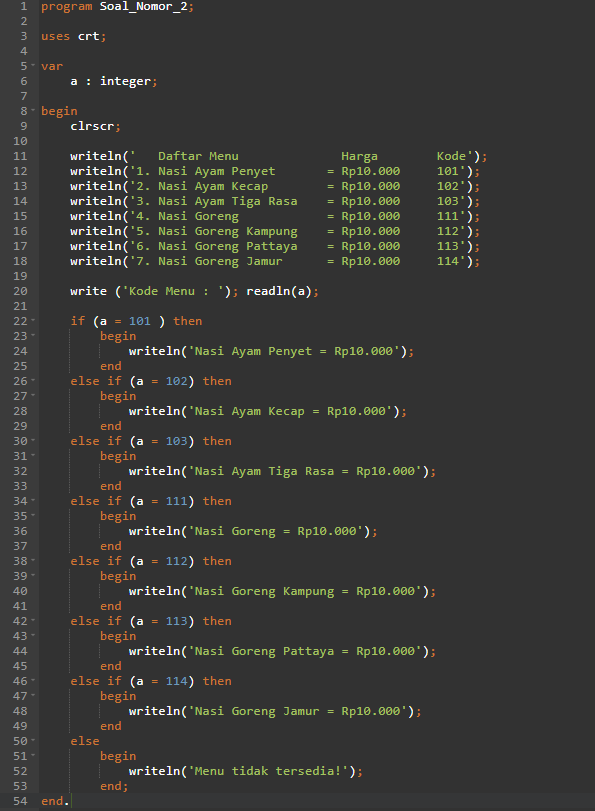 1 program Soal_Nomor_2;
2
3 uses crt;
4
5 var
6     a : integer;
7
8 begin
9     clrscr;
10
11     writeln('   Daftar Menu              Harga        Kode');
12     writeln('1. Nasi Ayam Penyet       = Rp10.000     101');
13     writeln('2. Nasi Ayam Kecap        = Rp10.000     102');
14     writeln('3. Nasi Ayam Tiga Rasa    = Rp10.000     103');
15     writeln('4. Nasi Goreng            = Rp10.000     111');
16     writeln('5. Nasi Goreng Kampung    = Rp10.000     112');
17     writeln('6. Nasi Goreng Pattaya    = Rp10.000     113');
18     writeln('7. Nasi Goreng Jamur      = Rp10.000     114');
19
20     write ('Kode Menu : '); readln(a);
21
22     if (a = 101 ) then
23         begin
24             writeln('Nasi Ayam Penyet = Rp10.000');
25         end
26     else if (a = 102) then
27         begin
28             writeln('Nasi Ayam Kecap = Rp10.000');
29         end
30     else if (a = 103) then
31         begin
32             writeln('Nasi Ayam Tiga Rasa = Rp10.000');
33         end
34     else if (a = 111) then
35         begin
36             writeln('Nasi Goreng = Rp10.000');
37         end
38     else if (a = 112) then
39         begin
40             writeln('Nasi Goreng Kampung = Rp10.000');
41         end
42     else if (a = 113) then
43         begin
44             writeln('Nasi Goreng Pattaya = Rp10.000');
45         end
46     else if (a = 114) then
47         begin
48             writeln('Nasi Goreng Jamur = Rp10.000');
49         end
50     else
51         begin
52             writeln('Menu tidak tersedia!');
53         end;
54 end.